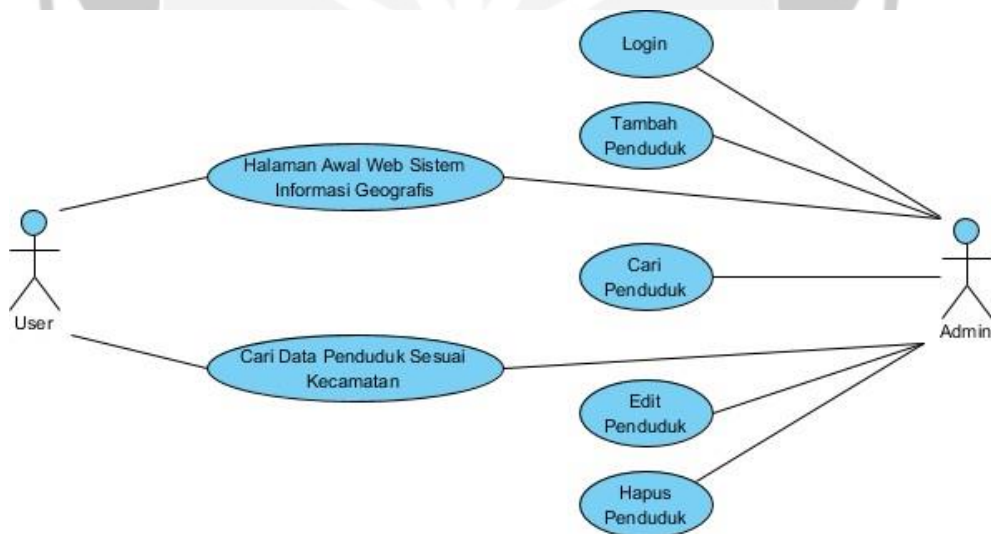 Login
Tambah
Penduduk
Halaman Awal Web Sistem
Informasi Geografis
Cari
Penduduk
User
Admin
Cari Data Penduduk Sesuai
Kecamatan
Edit
Penduduk
Hapus
Penduduk